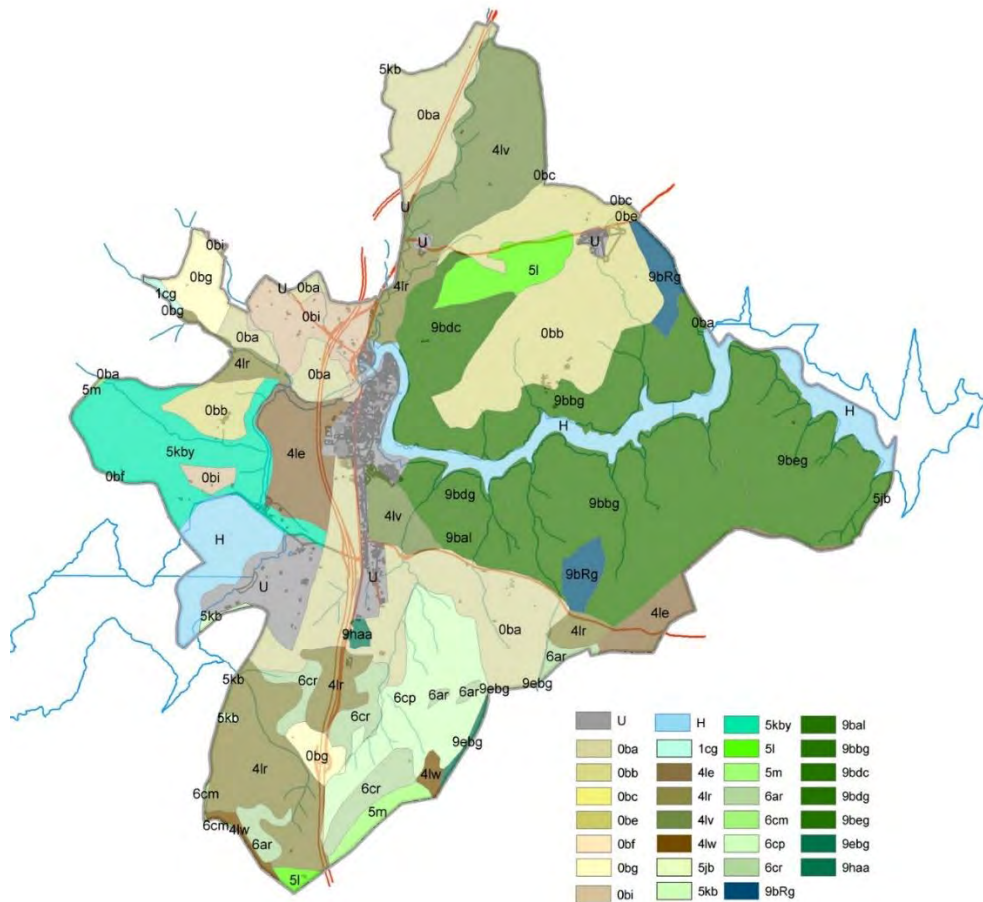 5kb
0ba
4lv
0bc
0bc
U
0be
0bi
U
U
0bg
5l
9bRg
1cg
U
0ba
4lr
0bg
0bi
0ba
0ba
9bdc
0bb
4lr
0ba
0ba
5m
9bbg
0bb
H
H
5kby
4le
9beg
0bf
0bi
9bdg
9bbg
5jb
4lv
H
9bal
U
U
9bRg
5kb
4le
9haa
0ba
4lr
6ar
5kb
6cr
4lr
6cp
6ar
6ar
9ebg
9ebg
5kb
6cr
9ebg
0bg
4lr
4lw
6cm
6cr
5m
6cm
4lw
6ar
5l
U H 5kby 9bal
0ba 1cg 5l 9bbg
0bb 4le 5m 9bdc
0bc 4lr 6ar 9bdg
0be 4lv 6cm 9beg
0bf 4lw 6cp 9ebg
0bg 5jb 6cr 9haa
0bi 5kb 9bRg